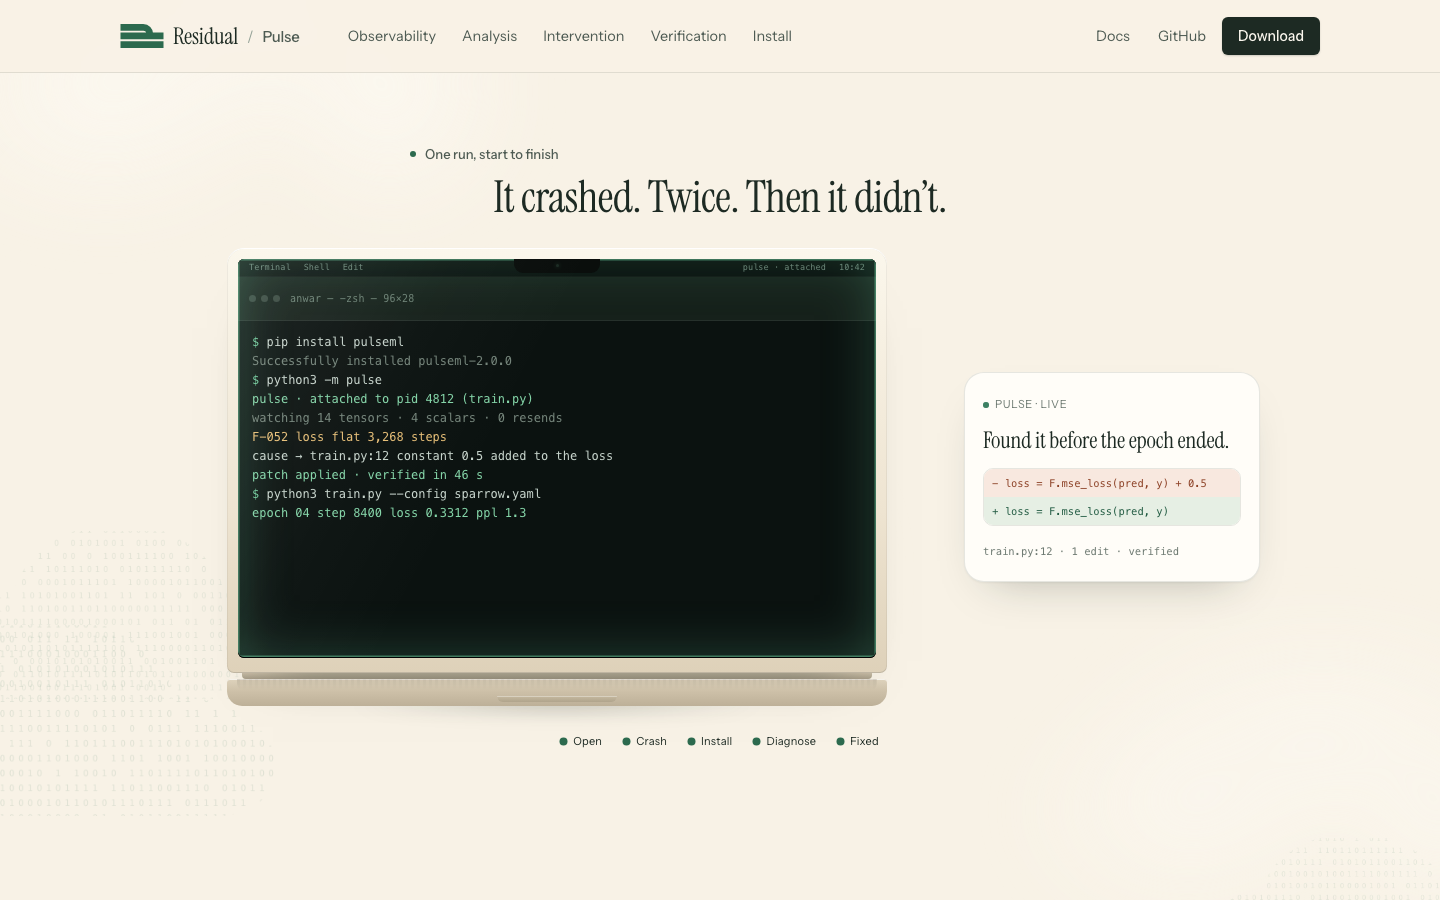 Residual / Pulse
Observability Analysis Intervention Verification Install
Docs GitHub Download
One run, start to finish
It crashed. Twice. Then it didn’t.
Terminal Shell Edit
pulse · attached 10:42
anwar — -zsh — 96×28
$ pip install pulseml
Successfully installed pulseml-2.0.0
$ python3 -m pulse
pulse · attached to pid 4812 (train.py)
watching 14 tensors · 4 scalars · 0 resends
F-052 loss flat 3,268 steps
cause → train.py:12 constant 0.5 added to the loss
patch applied · verified in 46 s
$ python3 train.py --config sparrow.yaml
epoch 04 step 8400 loss 0.3312 ppl 1.3
PULSE · LIVE
Found it before the epoch ended.
− loss = F.mse_loss(pred, y) + 0.5
+ loss = F.mse_loss(pred, y)
train.py:12 · 1 edit · verified
Open Crash Install Diagnose Fixed